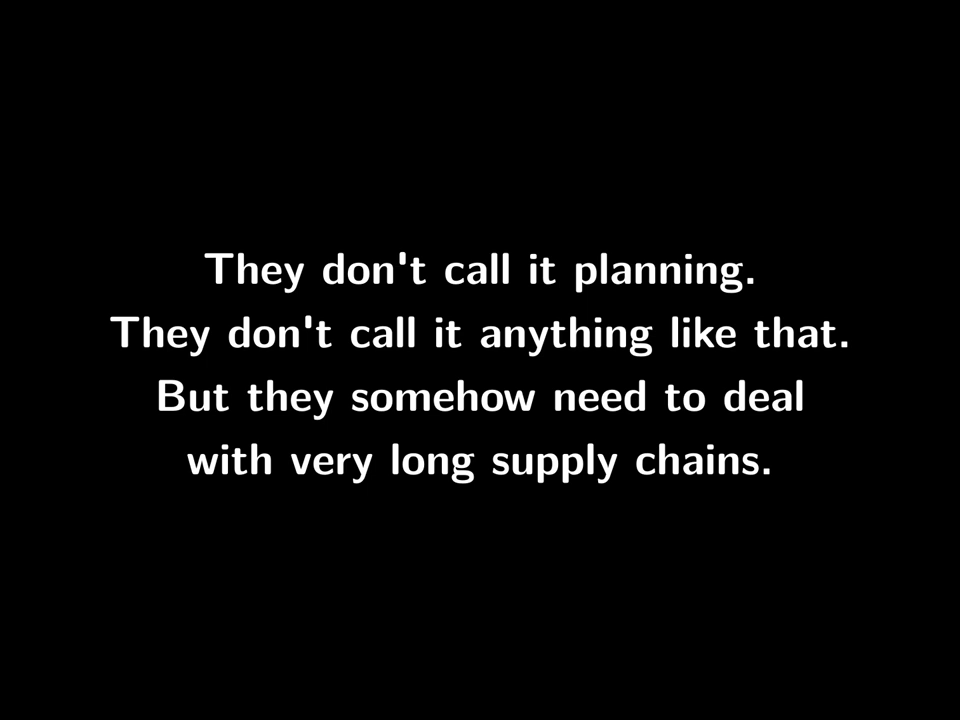 They don't call it planning.
They don't call it anything like that.
But they somehow need to deal
with very long supply chains.